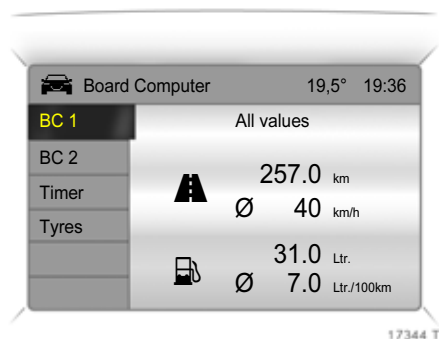 Board Computer 19,5° 19:36
BC 1 All values
BC 2
Timer
Tyres
257.0 km
Ø 40 km/h
31.0 Ltr.
Ø 7.0 Ltr./100km
17344 T